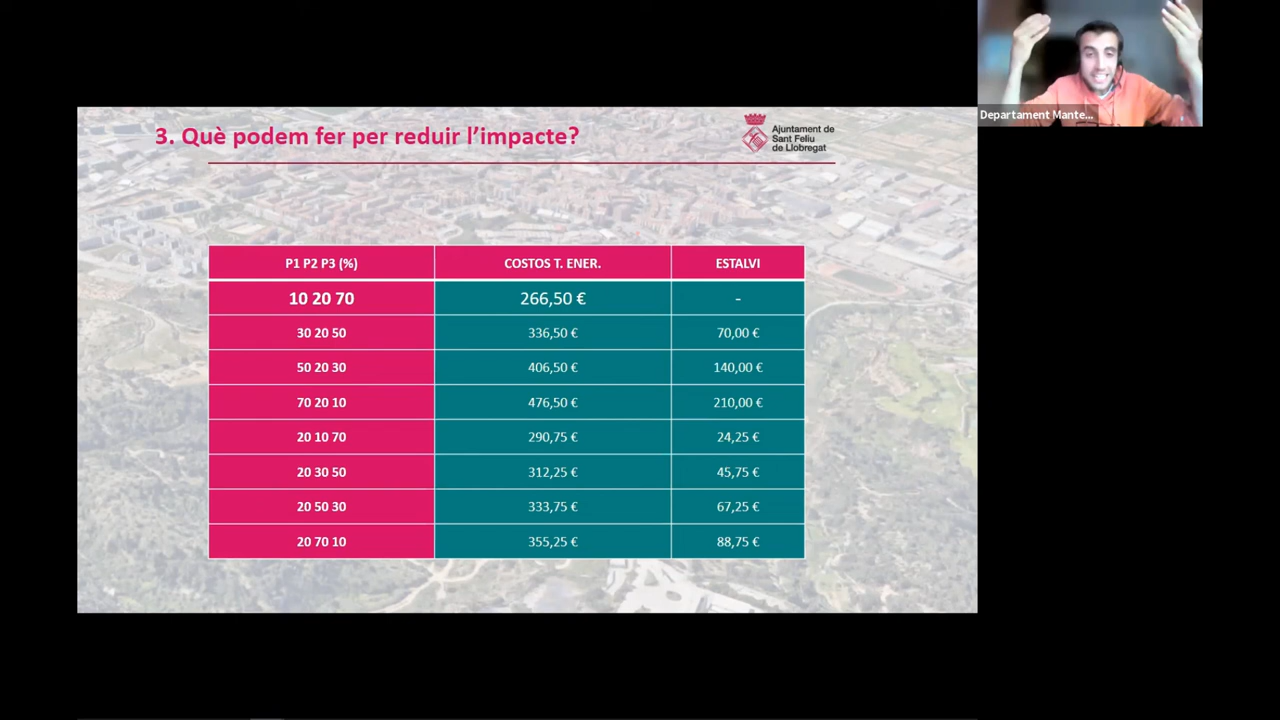 Departament Mante...
3. Què podem fer per reduir l'impacte?
Ajuntament de
Sant Feliu
de Llobregat
P1 P2 P3 (%) COSTOS T. ENER. ESTALVI
10 20 70 266,50 € -
30 20 50 336,50 € 70,00 €
50 20 30 406,50 € 140,00 €
70 20 10 476,50 € 210,00 €
20 10 70 290,75 € 24,25 €
20 30 50 312,25 € 45,75 €
20 50 30 333,75 € 67,25 €
20 70 10 355,25 € 88,75 €